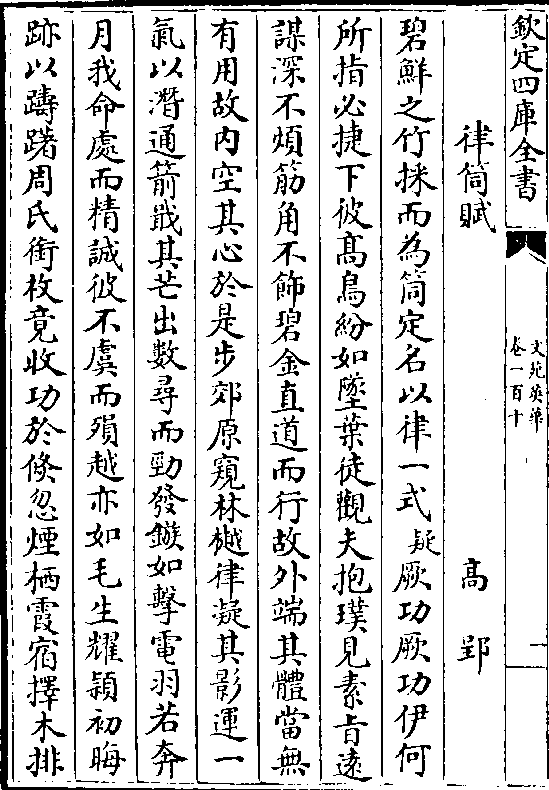 欽定四庫全書
文苑英華
卷一百十
一
律筒賦　高郢
碧鮮之竹採而為筒定名以律一式疑厥功厥功伊何
所指必捷下彼髙鳥紛如墜葉徒觀夫抱璞見素㫖逺
謀深不煩筋角不飾碧金直道而行故外端其體當無
有用故内空其心於是步郊原窺林樾律凝其影運一
氣以潛通箭戢其芒出數尋而勁發鏃如擊電羽若奔
月我命處而精誠彼不虞而殞越亦如毛生耀穎初晦
跡以躊躇周氏銜枚竟收功於倏忽煙栖霞宿擇木排